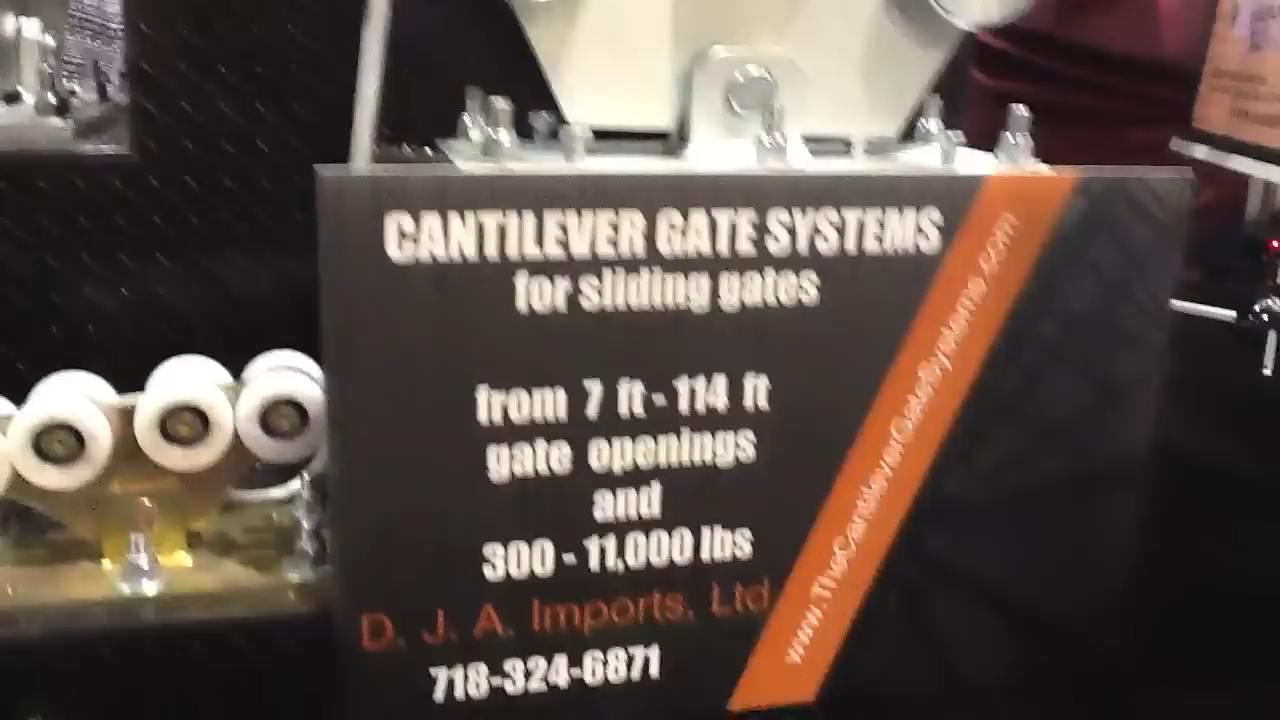 CANTILEVER GATE SYSTEMS
for sliding gates
from 7 ft - 114 ft
gate openings
and
300 - 11,000 lbs
D. J. A. Imports, Ltd
718-324-6871
www.TheCantileverGateSystems.com